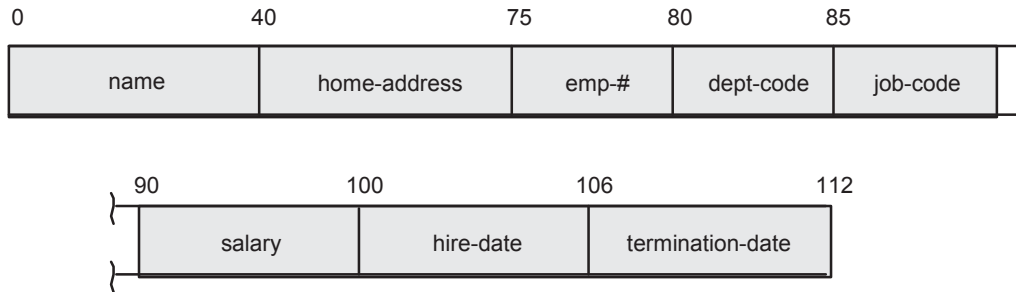 0 40 75 80 85
name home-address emp-# dept-code job-code
90 100 106 112
salary hire-date termination-date